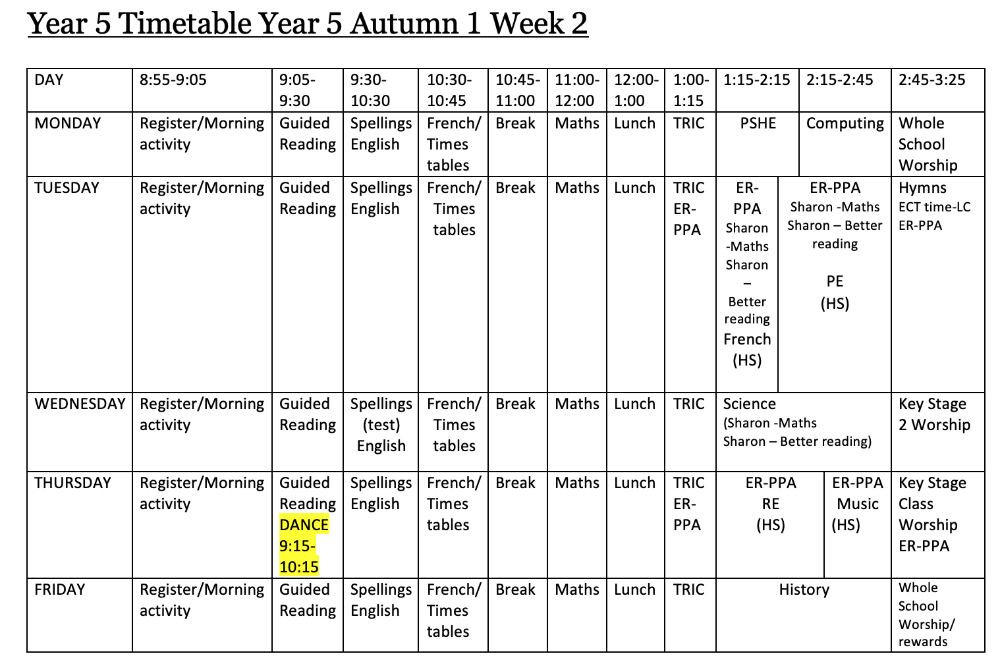 Year 5 Timetable Year 5 Autumn 1 Week 2
DAY
8:55-9:05
9:05-
9:30
9:30-
10:30
10:30-
10:45
10:45-
11:00
11:00-
12:00
12:00-
1:00
1:00-
1:15
1:15-2:15
2:15-2:45
2:45-3:25
MONDAY
Register/Morning
activity
Guided
Reading
Spellings
English
French/
Times
tables
Break
Maths
Lunch
TRIC
PSHE
Computing
Whole
School
Worship
TUESDAY
Register/Morning
activity
Guided
Reading
Spellings
English
French/
Times
tables
Break
Maths
Lunch
TRIC
ER-
PPA
ER-
PPA
Sharon
-Maths
Sharon
–
Better
reading
French
(HS)
ER-PPA
Sharon -Maths
Sharon – Better
reading
PE
(HS)
Hymns
ECT time-LC
ER-PPA
WEDNESDAY
Register/Morning
activity
Guided
Reading
Spellings
(test)
English
French/
Times
tables
Break
Maths
Lunch
TRIC
Science
(Sharon -Maths
Sharon – Better reading)
Key Stage
2 Worship
THURSDAY
Register/Morning
activity
Guided
Reading
DANCE
9:15-
10:15
Spellings
English
French/
Times
tables
Break
Maths
Lunch
TRIC
ER-
PPA
ER-PPA
RE
(HS)
ER-PPA
Music
(HS)
Key Stage
Class
Worship
ER-PPA
FRIDAY
Register/Morning
activity
Guided
Reading
Spellings
English
French/
Times
tables
Break
Maths
Lunch
TRIC
History
Whole
School
Worship/
rewards